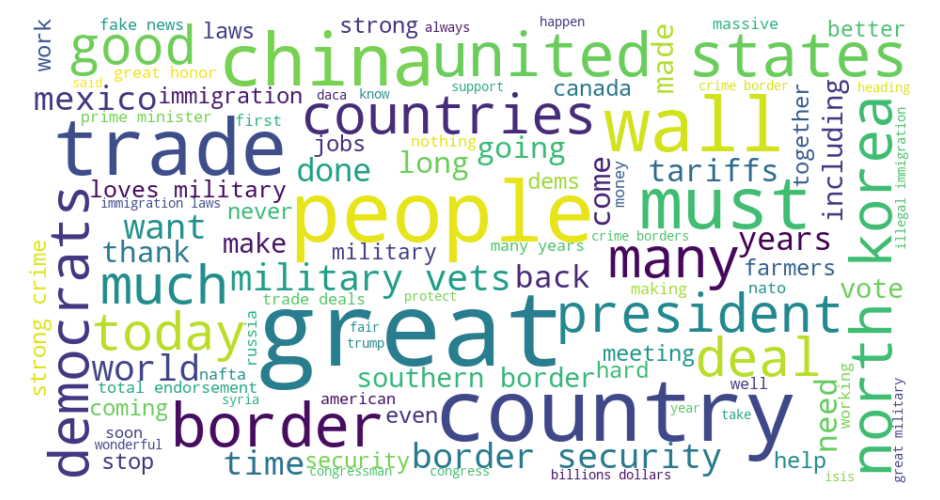 work
fake news
laws
strong
always
happen
massive
better
good
china
united
states
made
said
great honor
support
canada
crime border
heading
mexico
immigration
daca
know
prime minister
first
countries
wall
together
including
trade
jobs
nothing
going
done
long
tariffs
loves military
dems
come
money
must
north korea
illegal immigration
immigration laws
never
people
want
make
military
many years
crime borders
many
years
thank
democrats
strong crime
much
military vets
back
farmers
trade deals
protect
making
nato
vote
today
russia
fair
trump
great
president
world
nafta
meeting
deal
total endorsement
syria
southern border
hard
well
coming
american
even
country
year
take
need
working
great military
soon
wonderful
border
stop
time
security
congressman
congress
border security
billions dollars
help
isis